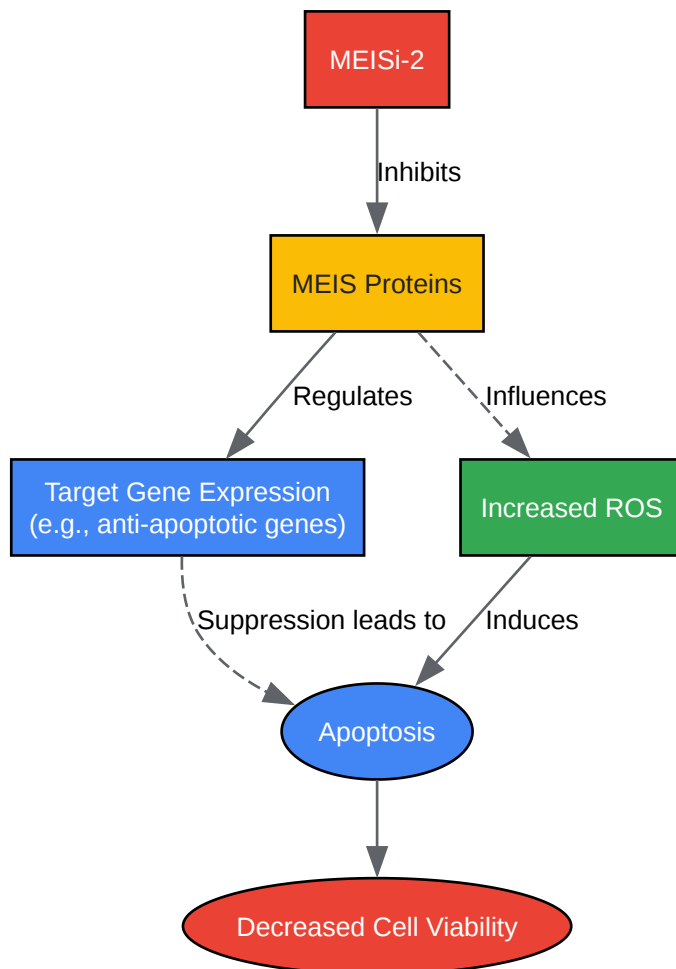 MEISi-2
Inhibits
MEIS Proteins
Regulates
Influences
Target Gene Expression
(e.g., anti-apoptotic genes)
Increased ROS
Suppression leads to
Induces
Apoptosis
Decreased Cell Viability